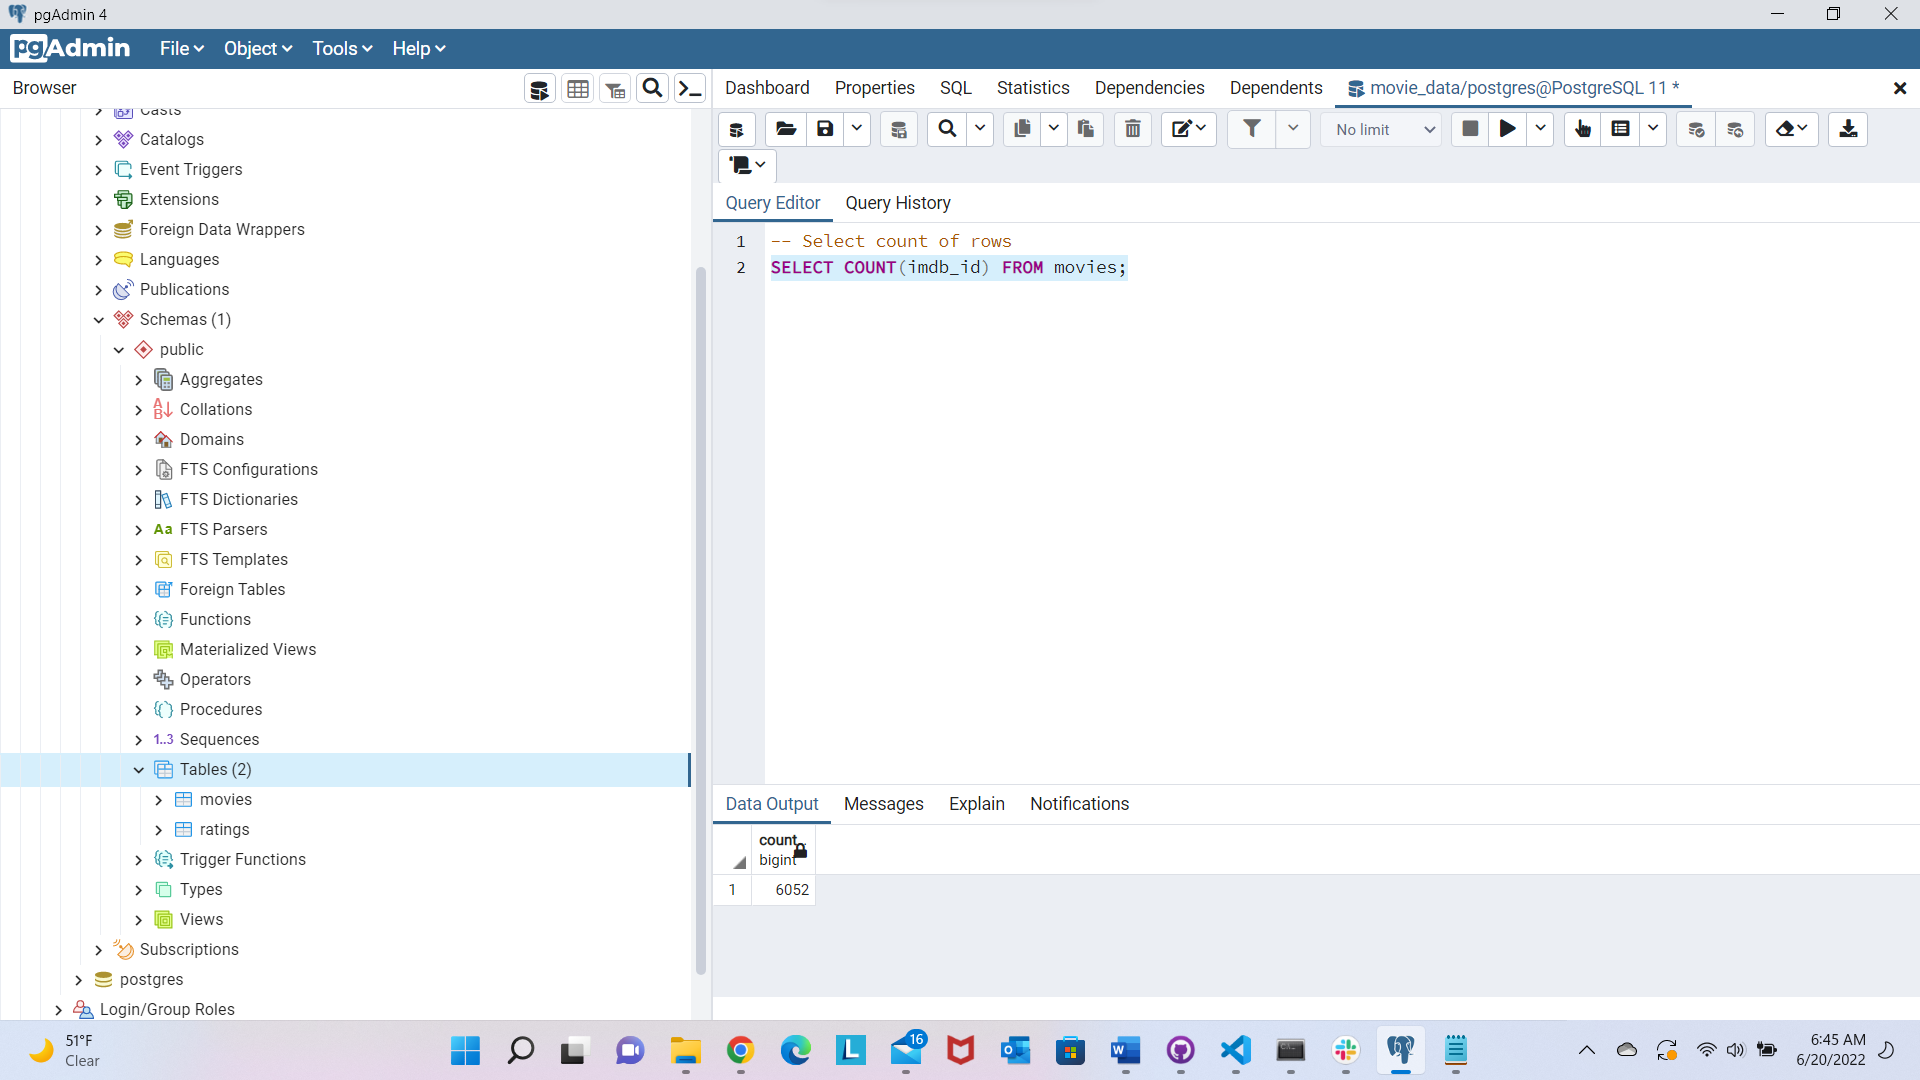 pgAdmin 4
pgAdmin File Object Tools Help
Browser
Dashboard Properties SQL Statistics Dependencies Dependents movie_data/postgres@PostgreSQL 11 *
No limit
Casts
Catalogs
Event Triggers
Extensions
Foreign Data Wrappers
Languages
Publications
Schemas (1)
public
Aggregates
Collations
Domains
FTS Configurations
FTS Dictionaries
Aa FTS Parsers
FTS Templates
Foreign Tables
Functions
Materialized Views
Operators
Procedures
1..3 Sequences
Tables (2)
movies
ratings
Trigger Functions
Types
Views
Subscriptions
postgres
Login/Group Roles
Query Editor Query History
1 -- Select count of rows
2 SELECT COUNT(imdb_id) FROM movies;
Data Output Messages Explain Notifications
count
bigint
1 6052
51°F
Clear
16
6:45 AM
6/20/2022